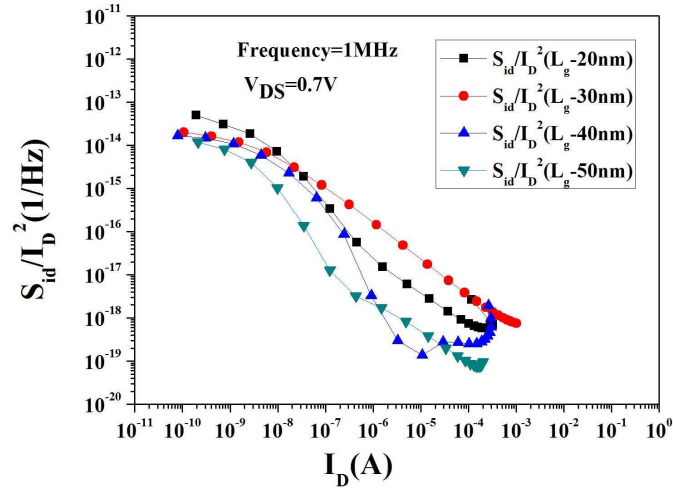 Frequency=1MHz
V_DS=0.7V
S_id/I_D^2(L_g-20nm)
S_id/I_D^2(L_g-30nm)
S_id/I_D^2(L_g-40nm)
S_id/I_D^2(L_g-50nm)
S_id/I_D^2(1/Hz)
10^-11
10^-12
10^-13
10^-14
10^-15
10^-16
10^-17
10^-18
10^-19
10^-20
10^-11 10^-10 10^-9 10^-8 10^-7 10^-6 10^-5 10^-4 10^-3 10^-2 10^-1 10^0
I_D(A)